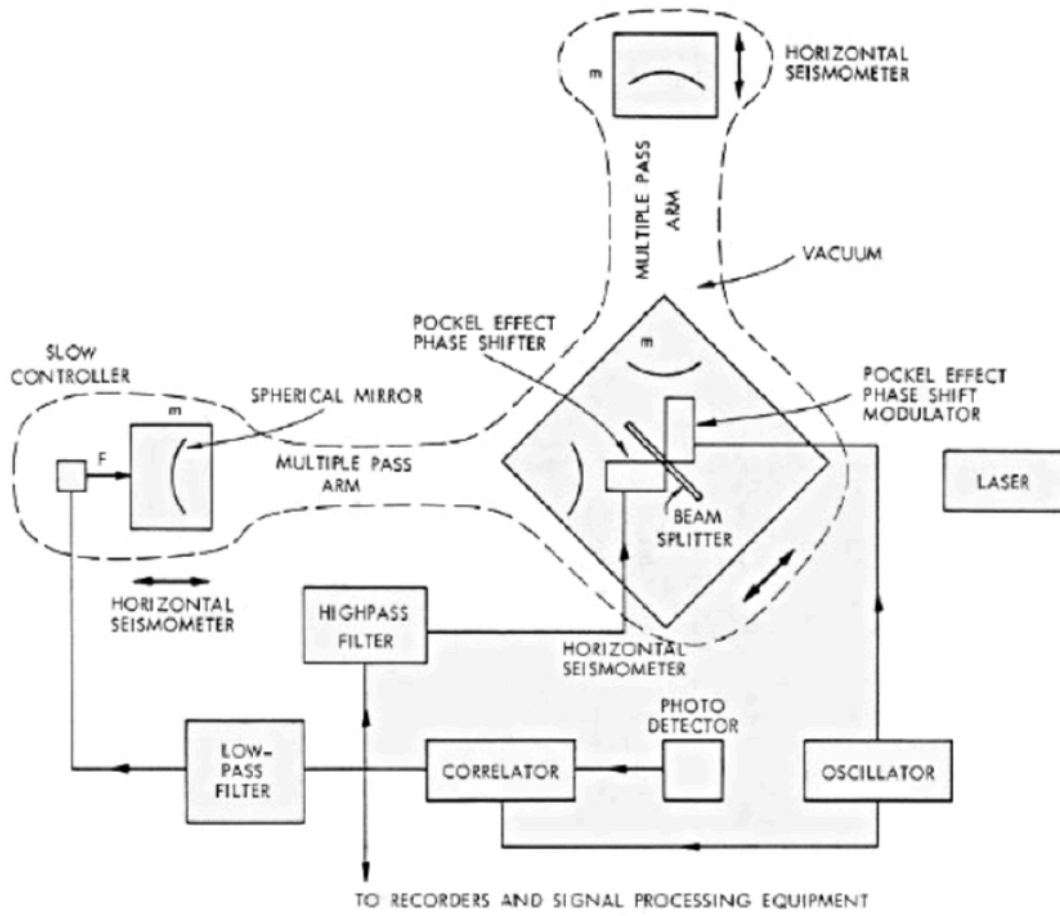 m
HORIZONTAL
SEISMOMETER
MULTIPLE PASS
ARM
VACUUM
POCKEL EFFECT
PHASE SHIFTER
m
SLOW
CONTROLLER
SPHERICAL MIRROR
POCKEL EFFECT
PHASE SHIFT
MODULATOR
m
F
MULTIPLE PASS
ARM
LASER
BEAM
SPLITTER
HORIZONTAL
SEISMOMETER
HIGHPASS
FILTER
HORIZONTAL
SEISMOMETER
PHOTO
DETECTOR
LOW-
PASS
FILTER
CORRELATOR
OSCILLATOR
TO RECORDERS AND SIGNAL PROCESSING EQUIPMENT